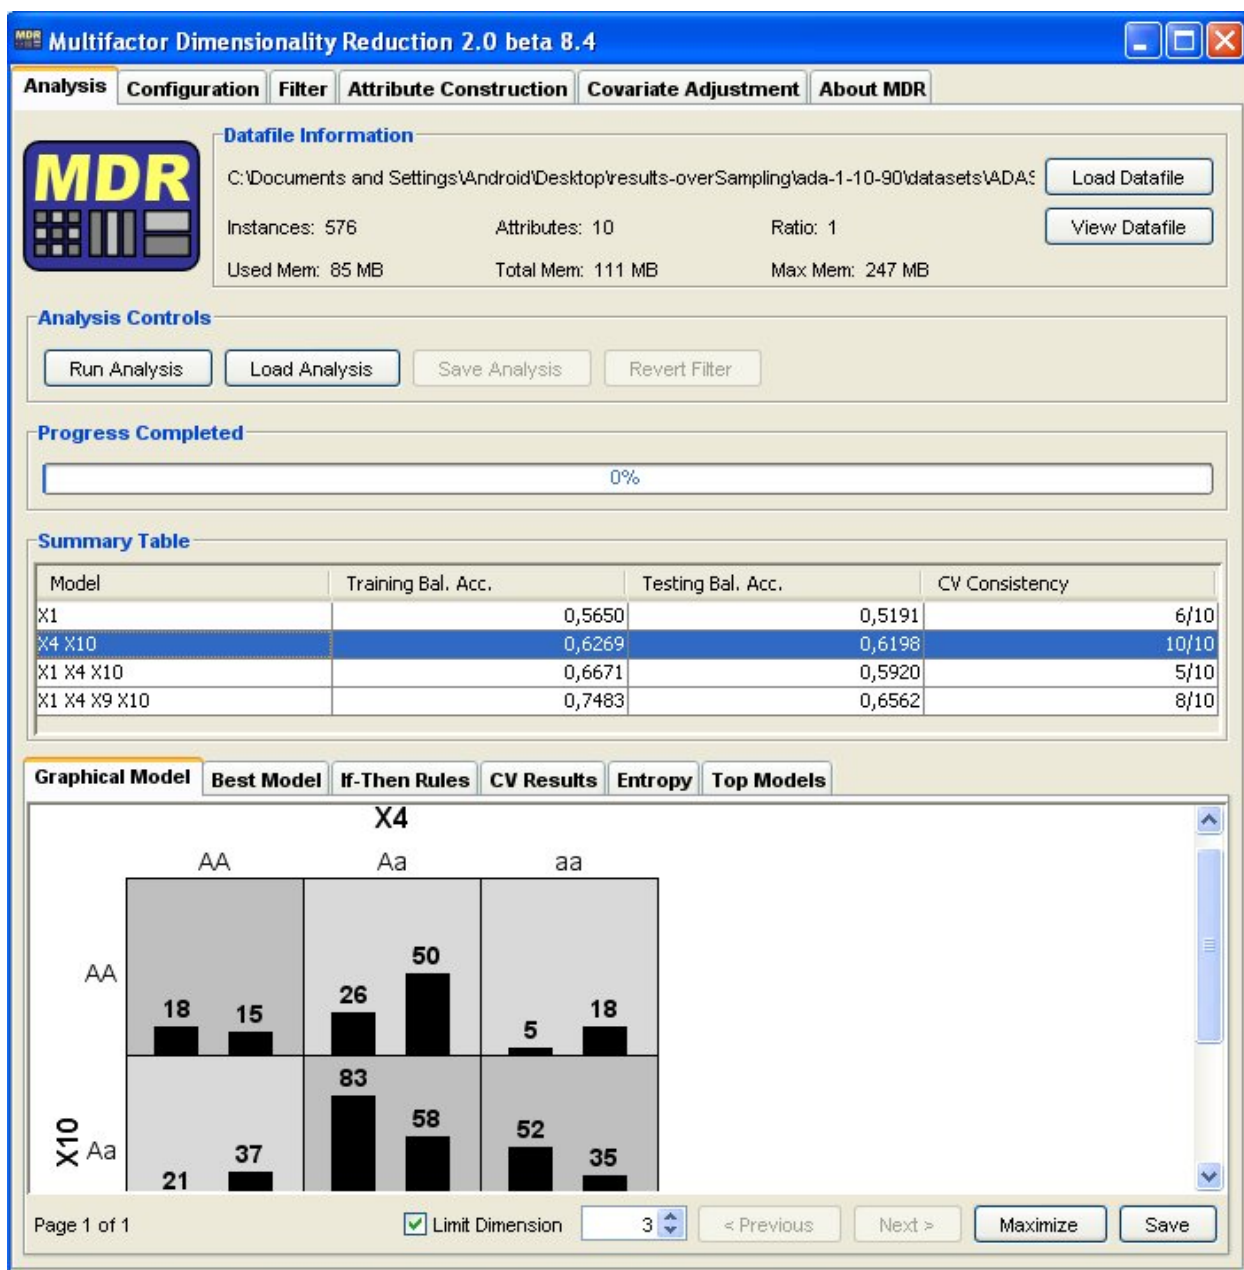 MDR Multifactor Dimensionality Reduction 2.0 beta 8.4
Analysis Configuration Filter Attribute Construction Covariate Adjustment About MDR
MDR
Datafile Information
C:\Documents and Settings\Android\Desktop\results-overSampling\ada-1-10-90\datasets\ADAS Load Datafile
Instances: 576 Attributes: 10 Ratio: 1 View Datafile
Used Mem: 85 MB Total Mem: 111 MB Max Mem: 247 MB
Analysis Controls
Run Analysis Load Analysis Save Analysis Revert Filter
Progress Completed
0%
Summary Table
Model Training Bal. Acc. Testing Bal. Acc. CV Consistency
X1 0,5650 0,5191 6/10
X4 X10 0,6269 0,6198 10/10
X1 X4 X10 0,6671 0,5920 5/10
X1 X4 X9 X10 0,7483 0,6562 8/10
Graphical Model Best Model If-Then Rules CV Results Entropy Top Models
X4
AA Aa aa
AA 18 15 26 50 5 18
X10 Aa 21 37 83 58 52 35
Page 1 of 1 Limit Dimension 3 < Previous Next > Maximize Save